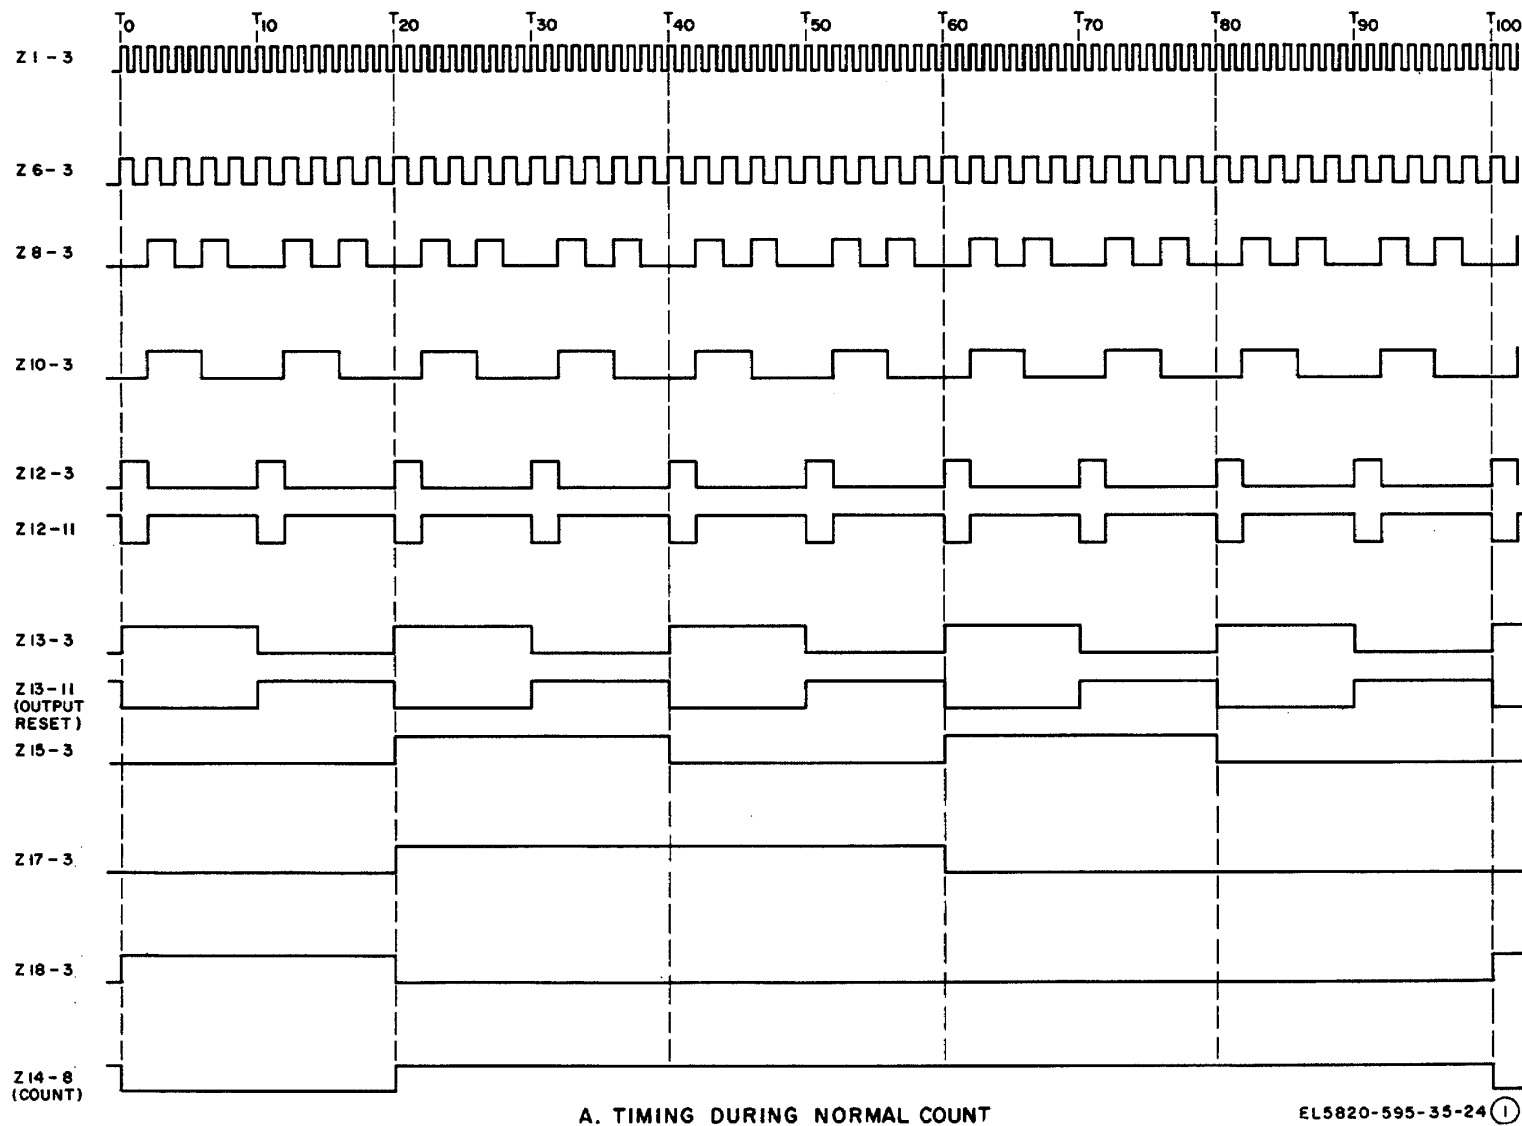 T0 T10 T20 T30 T40 T50 T60 T70 T80 T90 T100
Z1-3
Z6-3
Z8-3
Z10-3
Z12-3
Z12-11
Z13-3
Z13-11
(OUTPUT
RESET)
Z15-3
Z17-3
Z18-3
Z14-8
(COUNT)
A. TIMING DURING NORMAL COUNT
EL5820-595-35-24 1